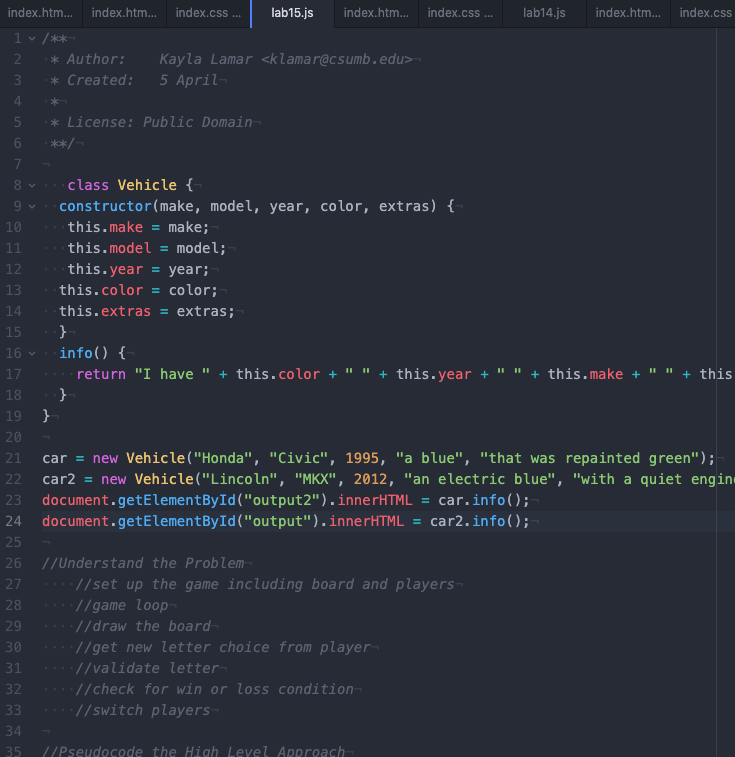 index.htm... index.htm... index.css ... lab15.js index.htm... index.css ... lab14.js index.htm... index.css
1 /**
2  * Author:    Kayla Lamar <klamar@csumb.edu>
3  * Created:   5 April
4  *
5  * License: Public Domain
6  **/
7
8    class Vehicle {
9   constructor(make, model, year, color, extras) {
10    this.make = make;
11    this.model = model;
12    this.year = year;
13   this.color = color;
14   this.extras = extras;
15   }
16   info() {
17     return "I have " + this.color + " " + this.year + " " + this.make + " " + this
18   }
19 }
20
21 car = new Vehicle("Honda", "Civic", 1995, "a blue", "that was repainted green");
22 car2 = new Vehicle("Lincoln", "MKX", 2012, "an electric blue", "with a quiet engin
23 document.getElementById("output2").innerHTML = car.info();
24 document.getElementById("output").innerHTML = car2.info();
25
26 //Understand the Problem
27     //set up the game including board and players
28     //game loop
29     //draw the board
30     //get new letter choice from player
31     //validate letter
32     //check for win or loss condition
33     //switch players
34
35 //Pseudocode the High Level Approach